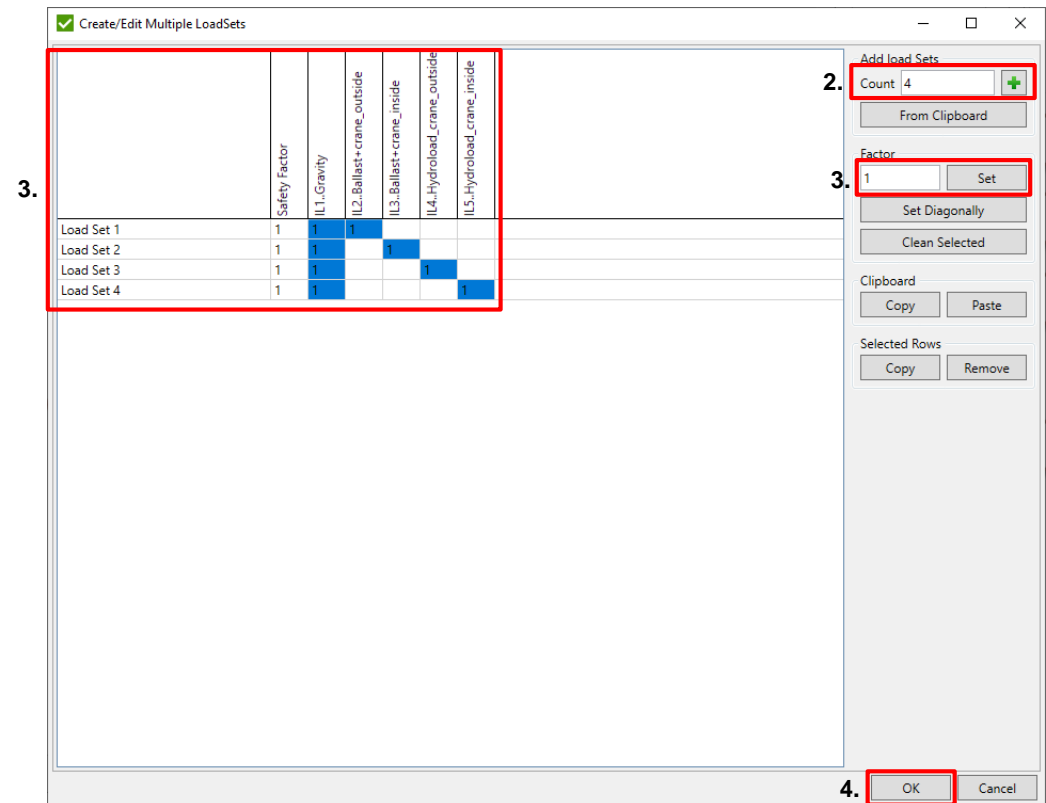 Create/Edit Multiple LoadSets
Safety Factor
IL1..Gravity
IL2..Ballast+crane_outside
IL3..Ballast+crane_inside
IL4..Hydroload_crane_outside
IL5..Hydroload_crane_inside
3.
Load Set 1 1 1 1
Load Set 2 1 1 1
Load Set 3 1 1 1
Load Set 4 1 1 1
Add load Sets
2. Count 4
From Clipboard
Factor
3. 1 Set
Set Diagonally
Clean Selected
Clipboard
Copy Paste
Selected Rows
Copy Remove
4. OK Cancel